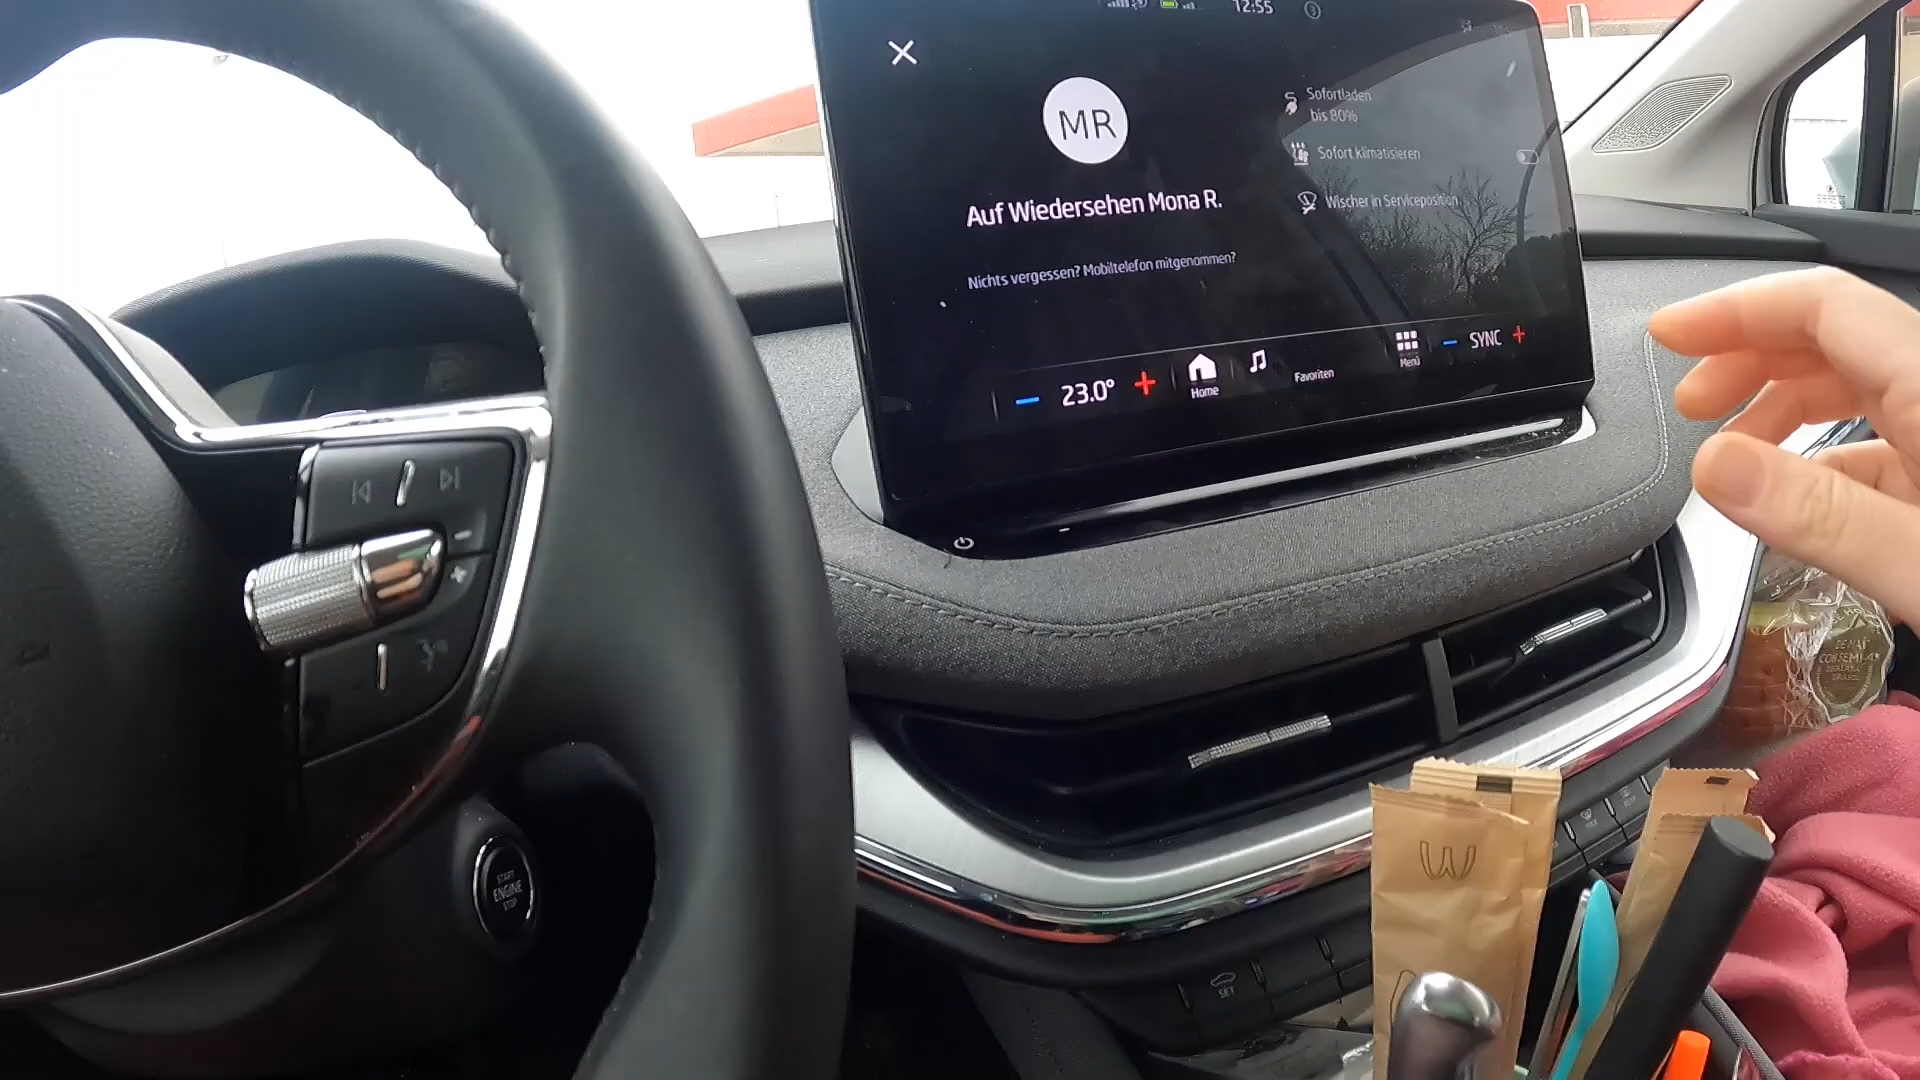 12:55
MR
Auf Wiedersehen Mona R.
Nichts vergessen? Mobiltelefon mitgenommen?
Sofortladen
bis 80%
Sofort klimatisieren
Wischer in Serviceposition
23.0°
Home
Favoriten
Menü
SYNC
START
ENGINE
STOP
SET